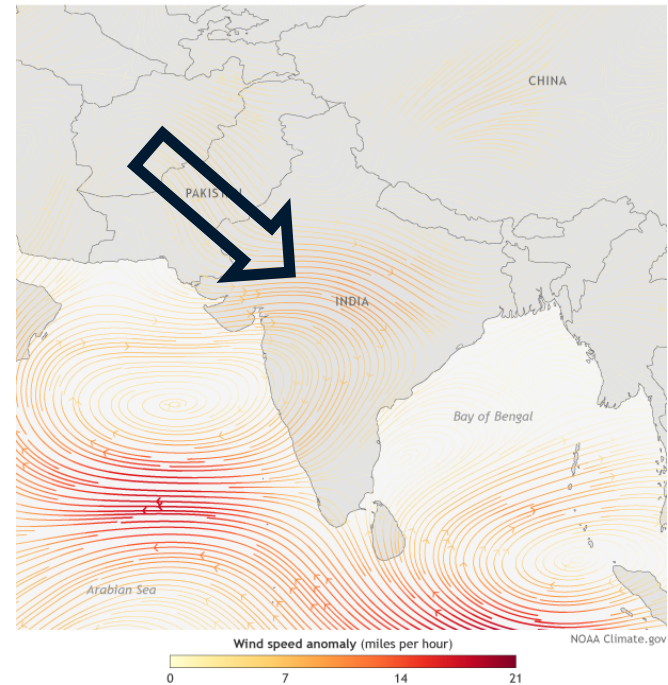 CHINA
PAKISTAN
INDIA
Bay of Bengal
Arabian Sea
NOAA Climate.gov
Wind speed anomaly (miles per hour)
0 7 14 21